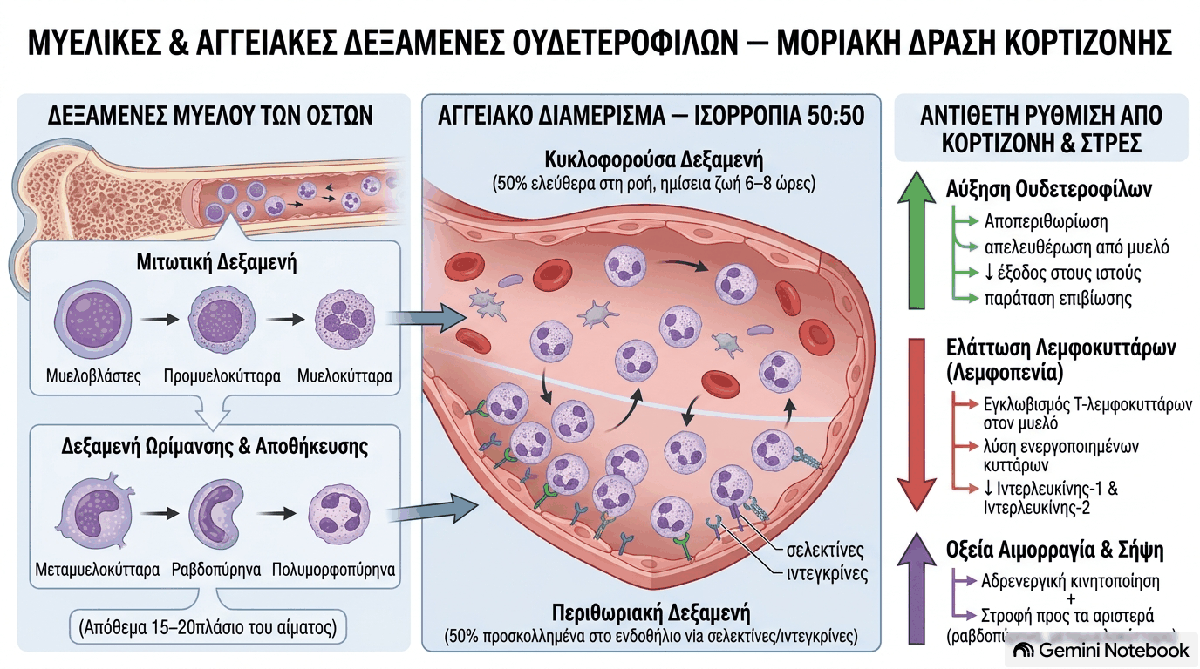 ΜΥΕΛΙΚΕΣ & ΑΓΓΕΙΑΚΕΣ ΔΕΞΑΜΕΝΕΣ ΟΥΔΕΤΕΡΟΦΙΛΩΝ — ΜΟΡΙΑΚΗ ΔΡΑΣΗ ΚΟΡΤΙΖΟΝΗΣ
ΔΕΞΑΜΕΝΕΣ ΜΥΕΛΟΥ ΤΩΝ ΟΣΤΩΝ
Μιτωτική Δεξαμενή
Μυελοβλάστες
Προμυελοκύτταρα
Μυελοκύτταρα
Δεξαμενή Ωρίμανσης & Αποθήκευσης
Μεταμυελοκύτταρα
Ραβδοπύρηνα
Πολυμορφοπύρηνα
(Απόθεμα 15–20πλάσιο του αίματος)
ΑΓΓΕΙΑΚΟ ΔΙΑΜΕΡΙΣΜΑ — ΙΣΟΡΡΟΠΙΑ 50:50
Κυκλοφορούσα Δεξαμενή
(50% ελεύθερα στη ροή, ημίσεια ζωή 6–8 ώρες)
σελεκτίνες
ιντεγκρίνες
Περιθωριακή Δεξαμενή
(50% προσκολλημένα στο ενδοθήλιο via σελεκτίνες/ιντεγκρίνες)
ΑΝΤΙΘΕΤΗ ΡΥΘΜΙΣΗ ΑΠΟ
ΚΟΡΤΙΖΟΝΗ & ΣΤΡΕΣ
Αύξηση Ουδετεροφίλων
Αποπεριθωρίωση
απελευθέρωση από μυελό
↓ έξοδος στους ιστούς
παράταση επιβίωσης
Ελάττωση Λεμφοκυττάρων
(Λεμφοπενία)
Εγκλωβισμός Τ-λεμφοκυττάρων
στον μυελό
λύση ενεργοποιημένων
κυττάρων
↓ Ιντερλευκίνης-1 &
Ιντερλευκίνης-2
Οξεία Αιμορραγία & Σήψη
Αδρενεργική κινητοποίηση
+
Στροφή προς τα αριστερά
Gemini Notebook